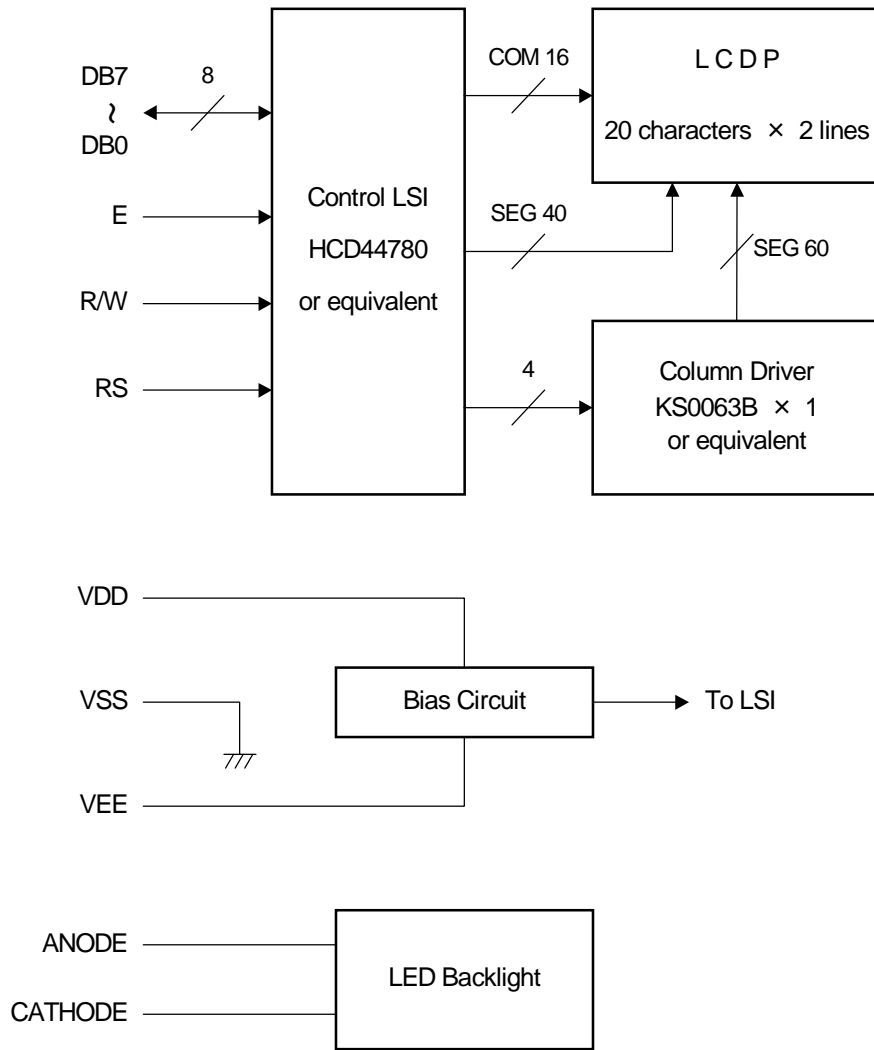 DB7
~
DB0
8
E
R/W
RS
Control LSI
HCD44780
or equivalent
COM 16
SEG 40
4
L C D P
20 characters × 2 lines
SEG 60
Column Driver
KS0063B × 1
or equivalent
VDD
VSS
VEE
Bias Circuit
To LSI
ANODE
CATHODE
LED Backlight